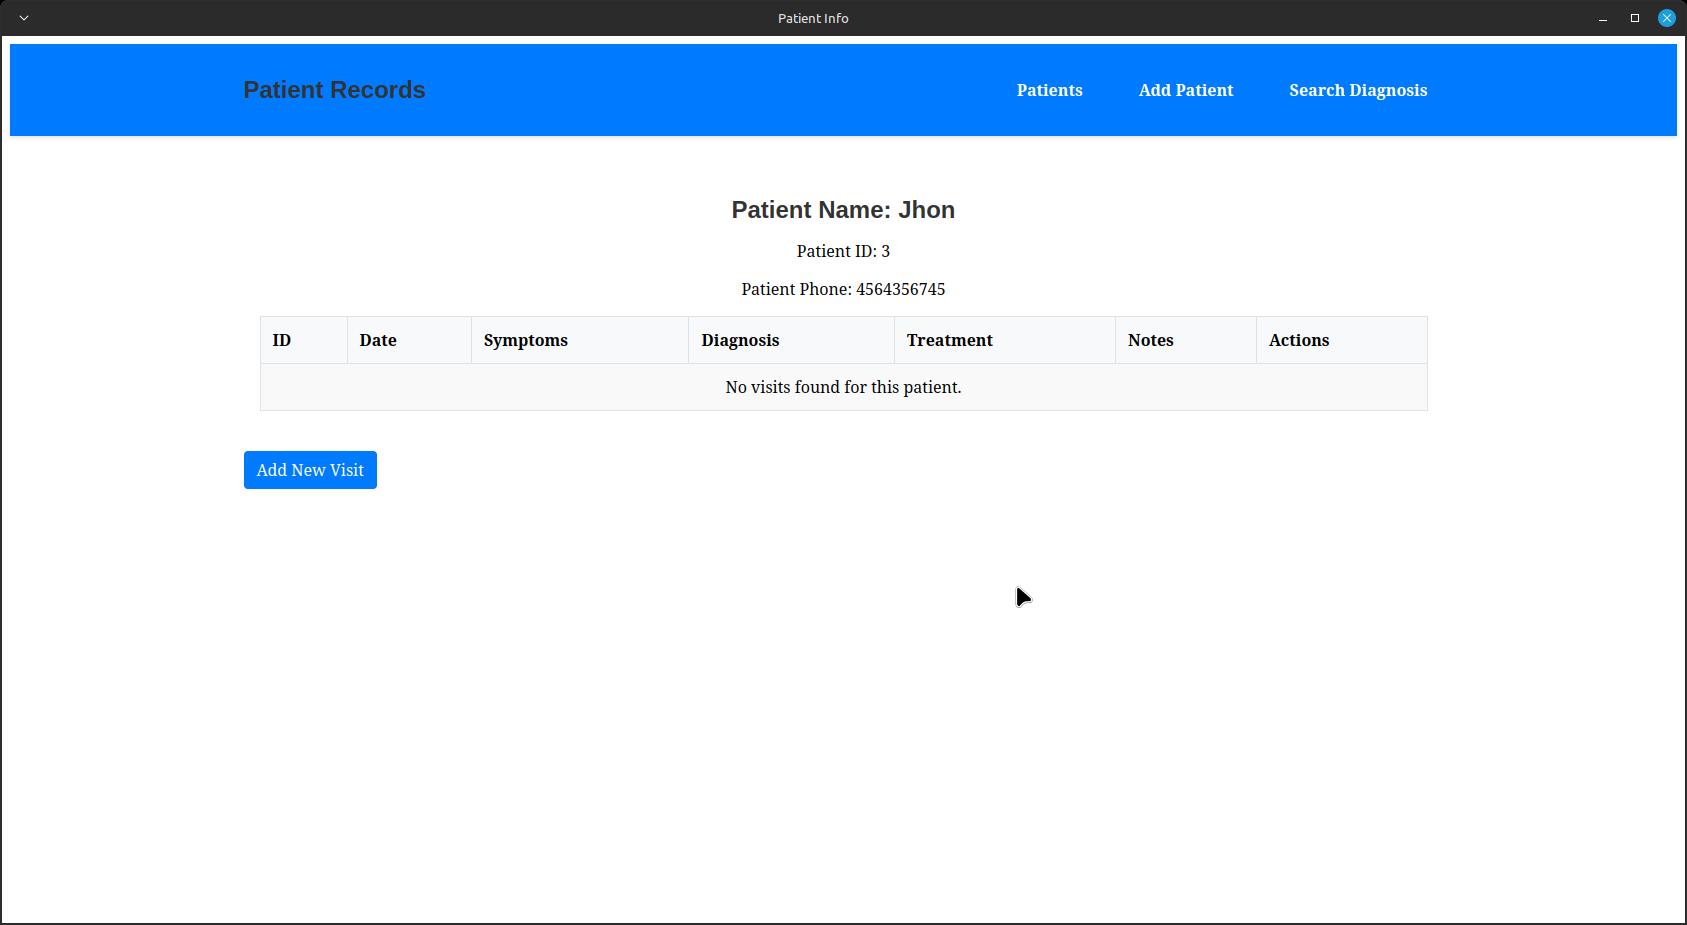 Patient Info
Patient Records
Patients Add Patient Search Diagnosis
Patient Name: Jhon
Patient ID: 3
Patient Phone: 4564356745
ID Date Symptoms Diagnosis Treatment Notes Actions
No visits found for this patient.
Add New Visit